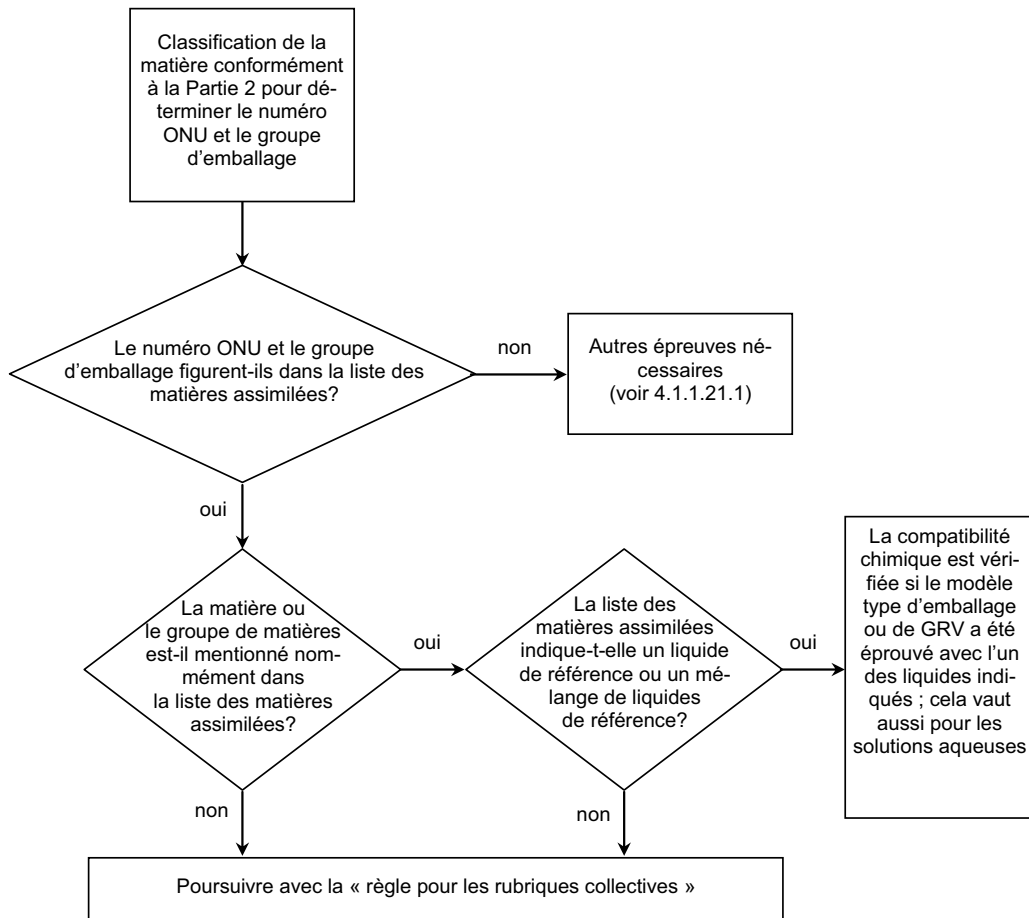 Classification de la
matière conformément
à la Partie 2 pour dé-
terminer le numéro
ONU et le groupe
d'emballage
Le numéro ONU et le groupe
d'emballage figurent-ils dans la liste des
matières assimilées?
non
Autres épreuves né-
cessaires
(voir 4.1.1.21.1)
oui
La matière ou
le groupe de matières
est-il mentionné nom-
mément dans
la liste des matières
assimilées?
oui
La liste des
matières assimilées
indique-t-elle un liquide
de référence ou un mé-
lange de liquides
de référence?
oui
La compatibilité
chimique est véri-
fiée si le modèle
type d'emballage
ou de GRV a été
éprouvé avec l'un
des liquides indi-
qués ; cela vaut
aussi pour les
solutions aqueuses
non
non
Poursuivre avec la « règle pour les rubriques collectives »